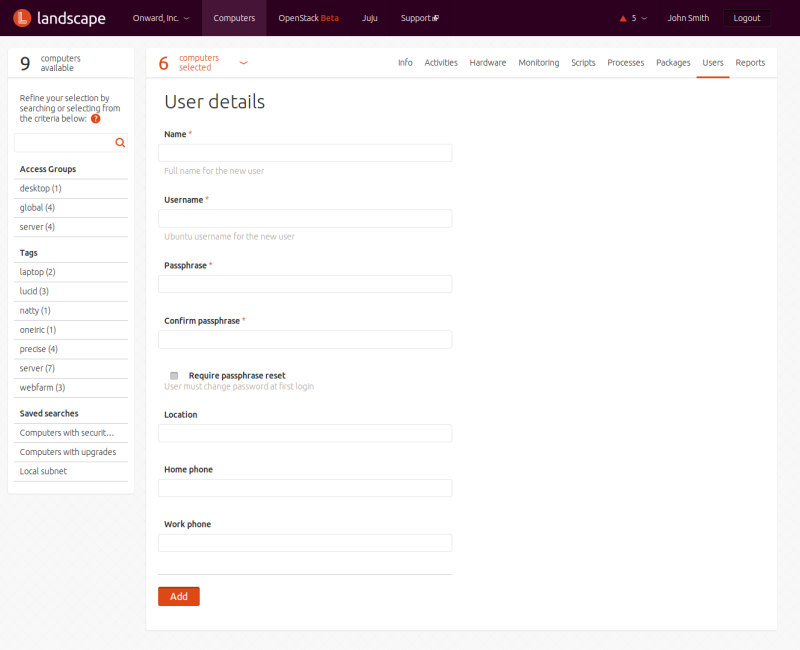 landscape
Onward, Inc.
Computers
OpenStack Beta
Juju
Support
5
John Smith
Logout
9 computers
available
Refine your selection by
searching or selecting from
the criteria below: ?
Access Groups
desktop (1)
global (4)
server (4)
Tags
laptop (2)
lucid (3)
natty (1)
oneiric (1)
precise (4)
server (7)
webfarm (3)
Saved searches
Computers with securit...
Computers with upgrades
Local subnet
6 computers
selected
Info
Activities
Hardware
Monitoring
Scripts
Processes
Packages
Users
Reports
User details
Name *
Full name for the new user
Username *
Ubuntu username for the new user
Passphrase *
Confirm passphrase *
Require passphrase reset
User must change password at first login
Location
Home phone
Work phone
Add